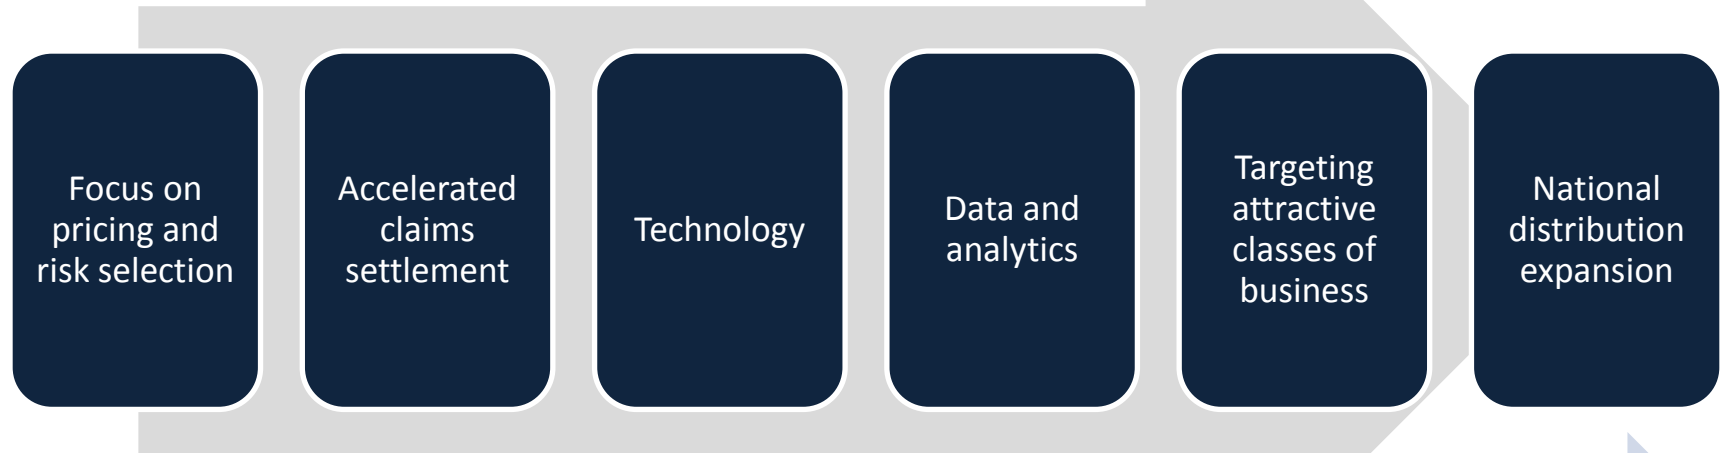 Focus on
pricing and
risk selection
Accelerated
claims
settlement
Technology
Data and
analytics
Targeting
attractive
classes of
business
National
distribution
expansion